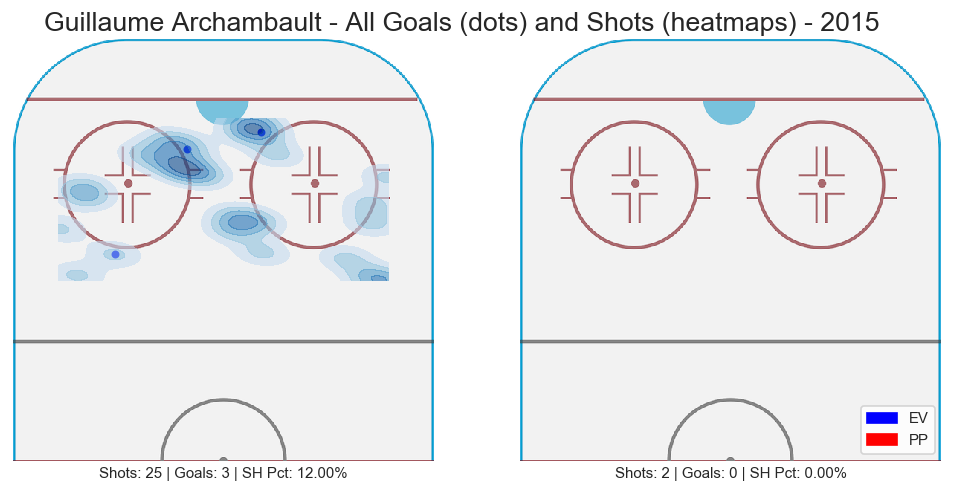 Guillaume Archambault - All Goals (dots) and Shots (heatmaps) - 2015
EV
PP
Shots: 25 | Goals: 3 | SH Pct: 12.00%
Shots: 2 | Goals: 0 | SH Pct: 0.00%